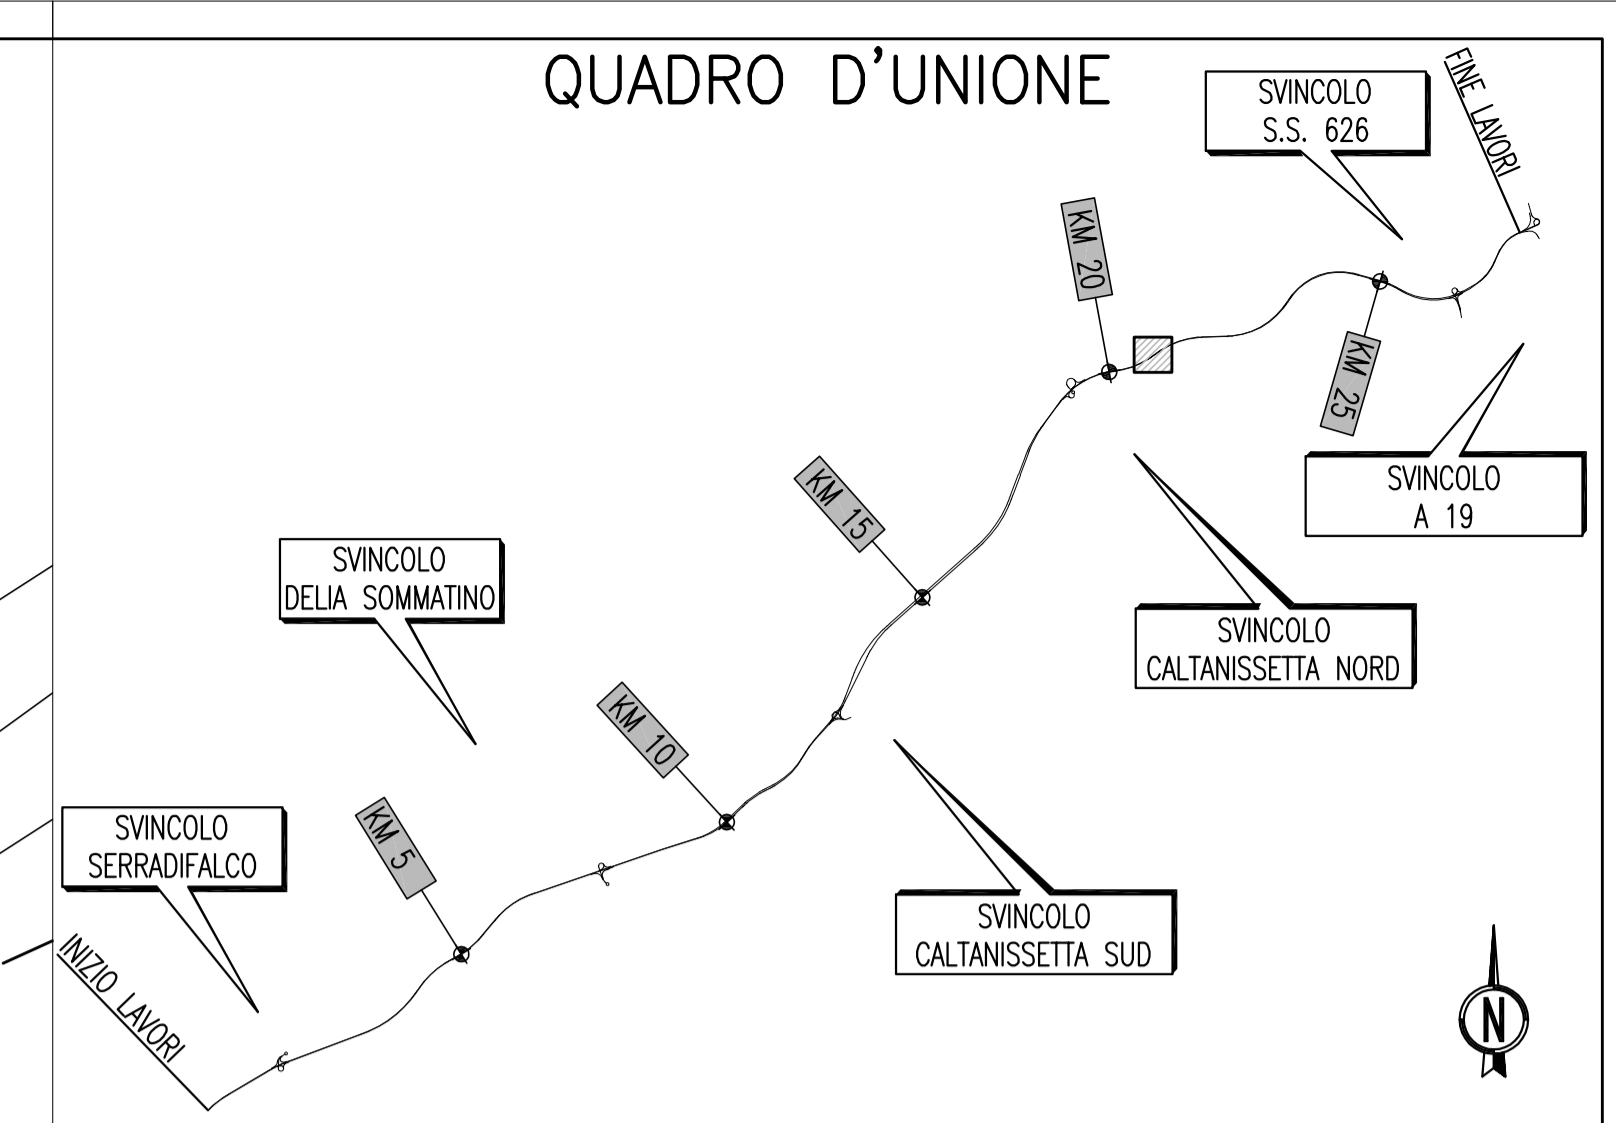 QUADRO D'UNIONE
SVINCOLO
S.S. 626
FINE LAVORI
KM 20
KM 25
SVINCOLO
A 19
KM 15
SVINCOLO
DELIA SOMMATINO
SVINCOLO
CALTANISSETTA NORD
KM 10
KM 5
SVINCOLO
SERRADIFALCO
SVINCOLO
CALTANISSETTA SUD
INIZIO LAVORI
N